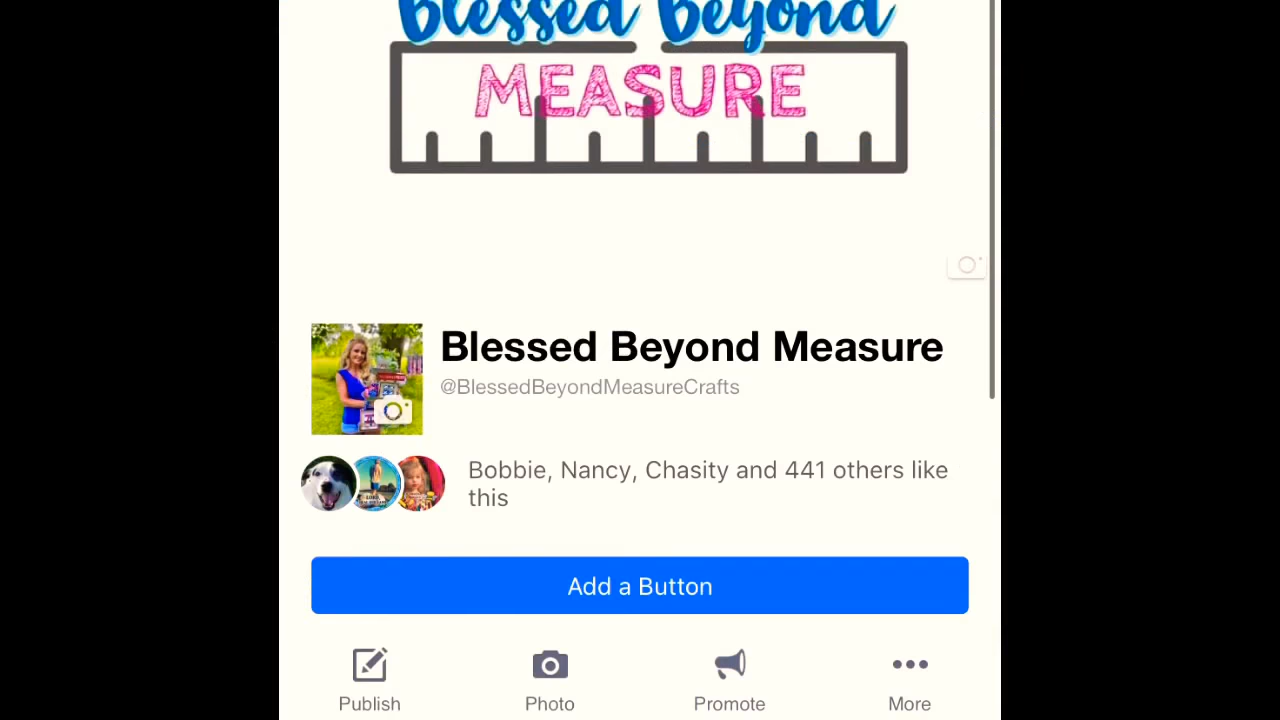 Blessed Beyond
MEASURE
Blessed Beyond Measure
@BlessedBeyondMeasureCrafts
Bobbie, Nancy, Chasity and 441 others like
this
Add a Button
Publish
Photo
Promote
More